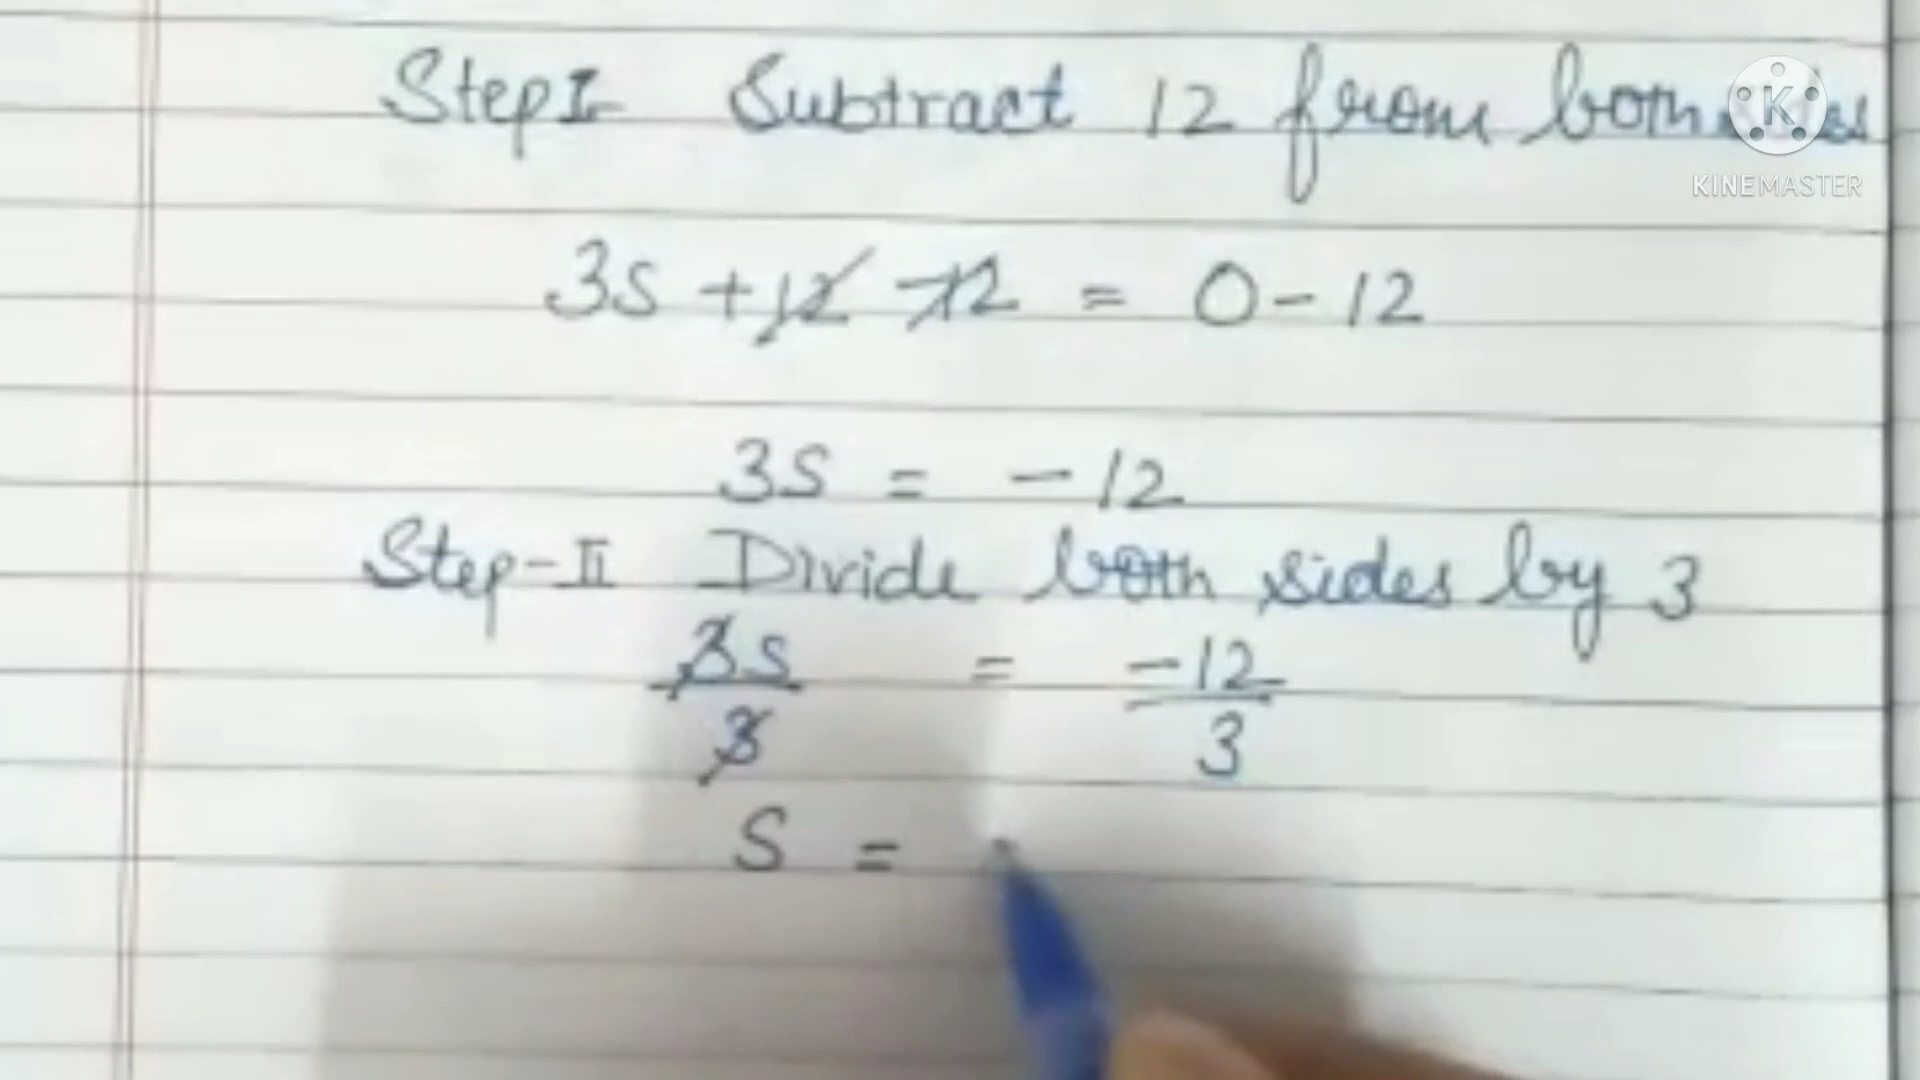 Step I Subtract 12 from both sides
KINEMASTER
3s + 12 - 12 = 0 - 12
3s = - 12
Step-II Divide both sides by 3
3s/3 = -12/3
s = -